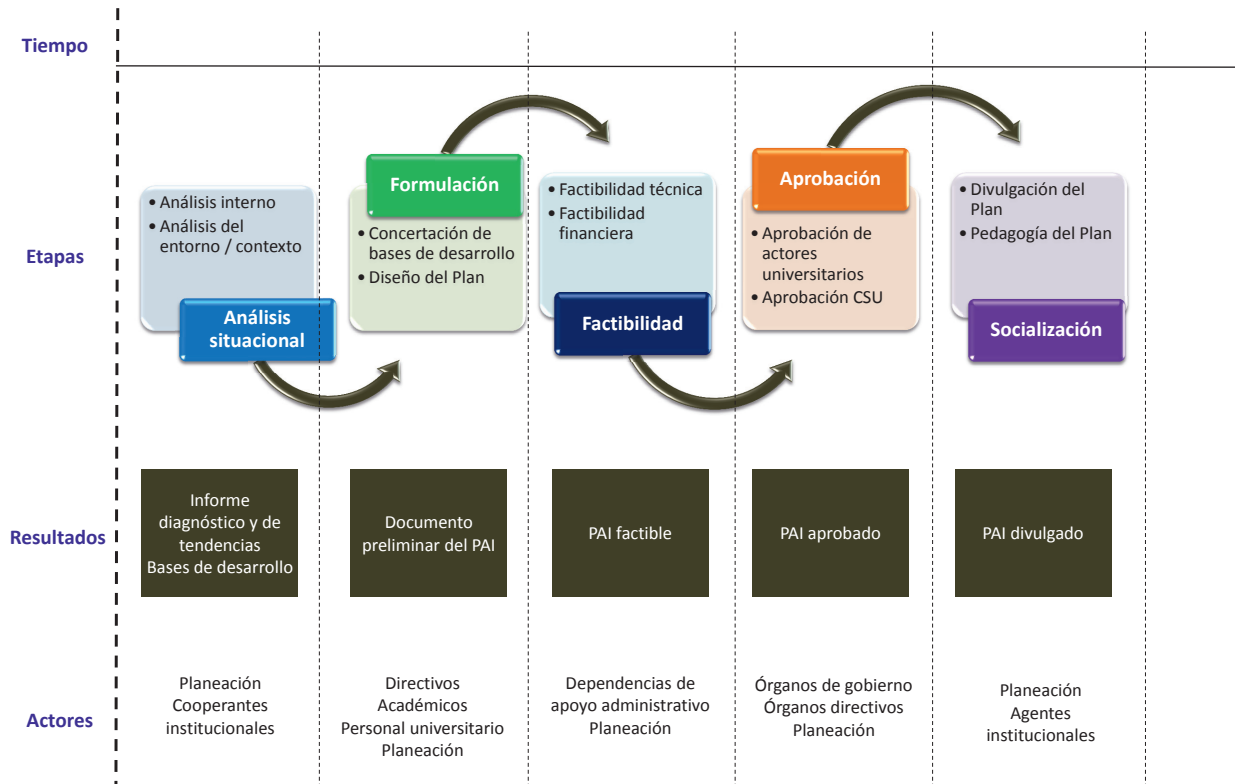 Tiempo
Etapas
• Análisis interno
• Análisis del
entorno / contexto
Análisis
situacional
Formulación
• Concertación de
bases de desarrollo
• Diseño del Plan
• Factibilidad técnica
• Factibilidad
financiera
Factibilidad
Aprobación
• Aprobación de
actores
universitarios
• Aprobación CSU
• Divulgación del
Plan
• Pedagogía del Plan
Socialización
Resultados
Informe
diagnóstico y de
tendencias
Bases de desarrollo
Documento
preliminar del PAI
PAI factible
PAI aprobado
PAI divulgado
Actores
Planeación
Cooperantes
institucionales
Directivos
Académicos
Personal universitario
Planeación
Dependencias de
apoyo administrativo
Planeación
Órganos de gobierno
Órganos directivos
Planeación
Planeación
Agentes
institucionales